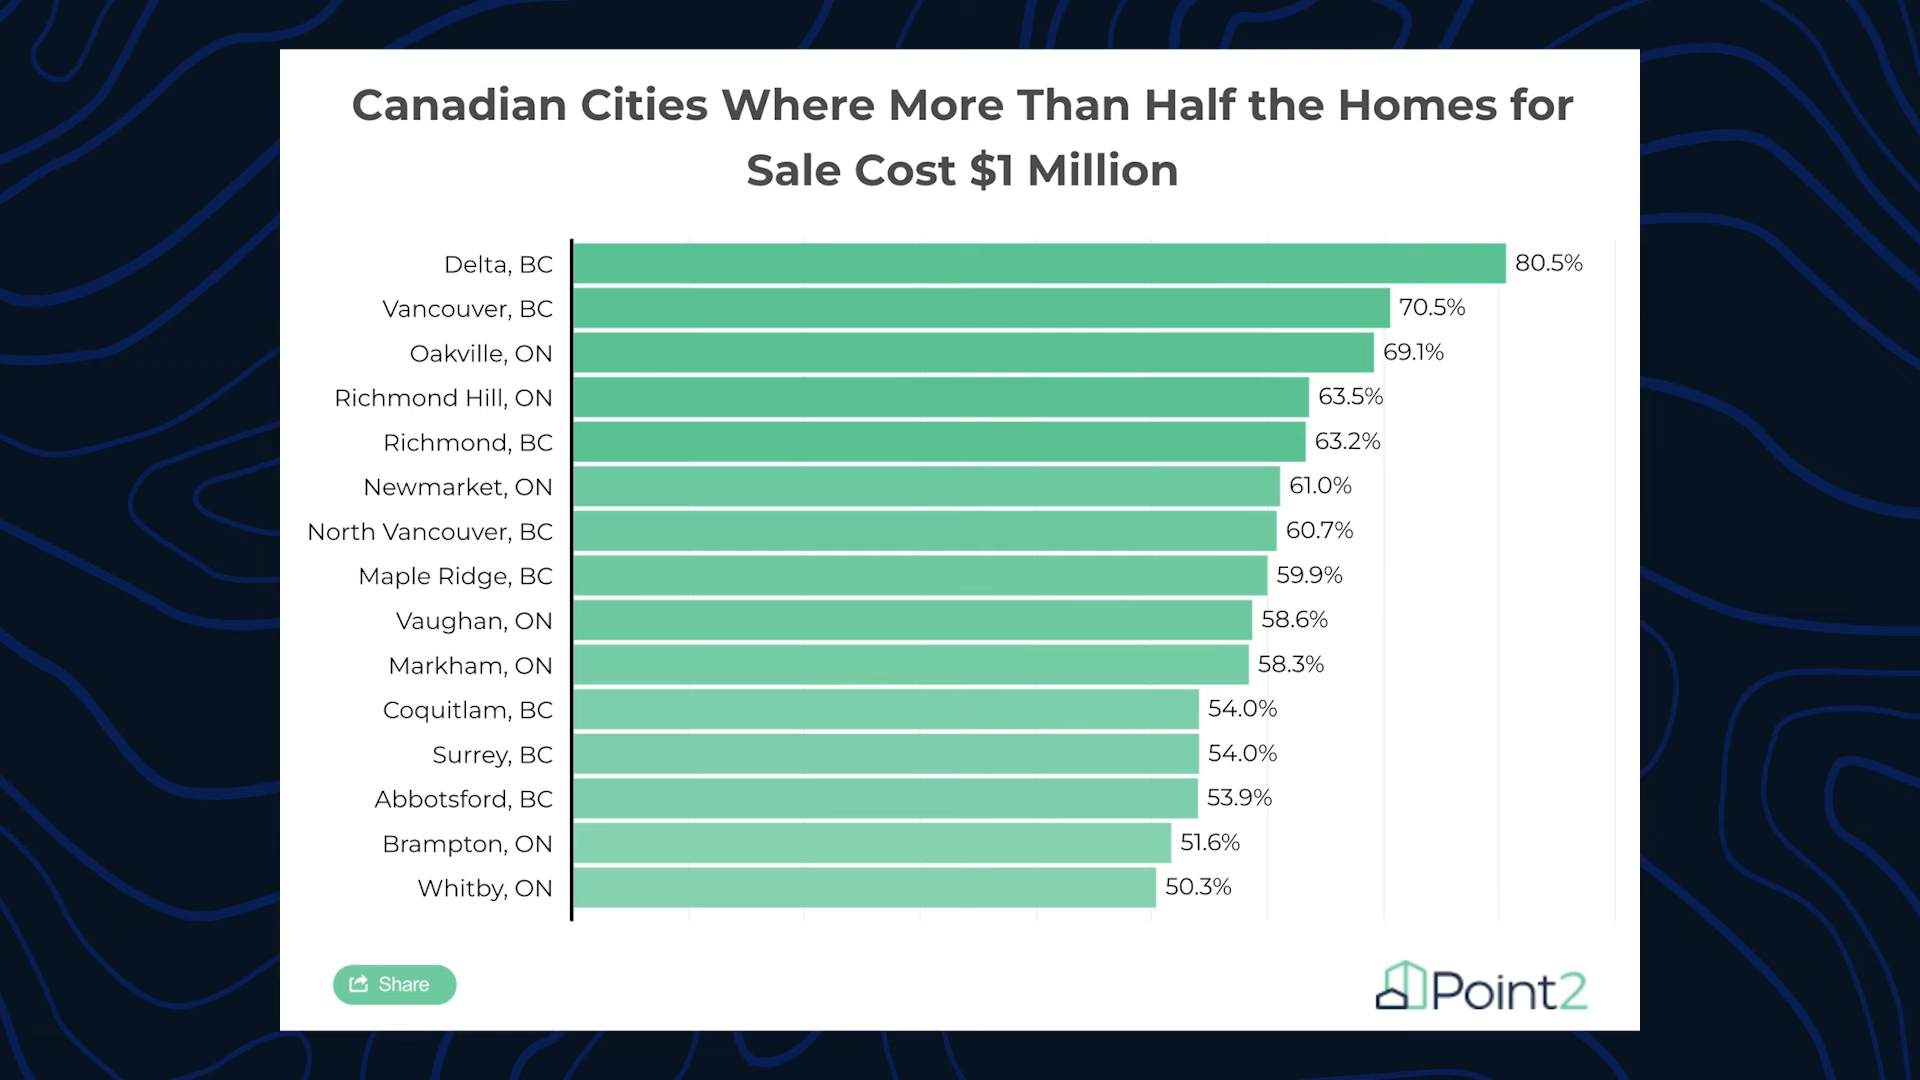 Canadian Cities Where More Than Half the Homes for
Sale Cost $1 Million
Delta, BC 80.5%
Vancouver, BC 70.5%
Oakville, ON 69.1%
Richmond Hill, ON 63.5%
Richmond, BC 63.2%
Newmarket, ON 61.0%
North Vancouver, BC 60.7%
Maple Ridge, BC 59.9%
Vaughan, ON 58.6%
Markham, ON 58.3%
Coquitlam, BC 54.0%
Surrey, BC 54.0%
Abbotsford, BC 53.9%
Brampton, ON 51.6%
Whitby, ON 50.3%
Share
Point2